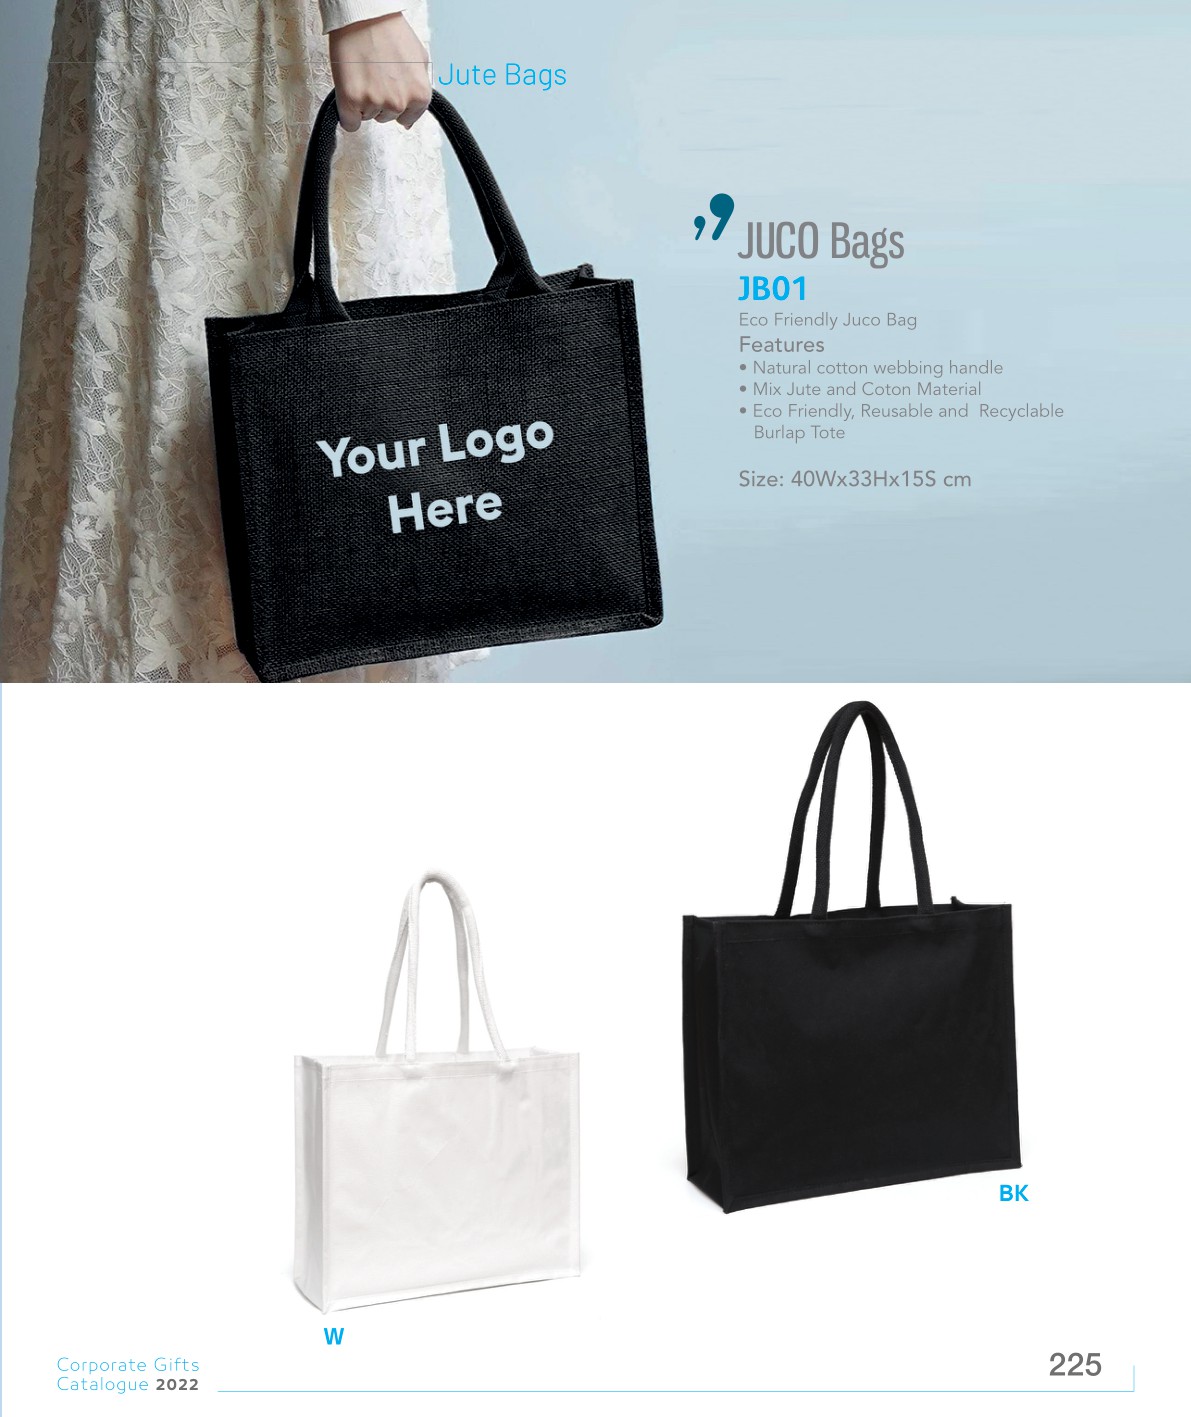 Jute Bags
JUCO Bags
JB01
Eco Friendly Juco Bag
Features
• Natural cotton webbing handle
• Mix Jute and Coton Material
• Eco Friendly, Reusable and  Recyclable
Burlap Tote
Size: 40Wx33Hx15S cm
Your Logo
Here
BK
W
Corporate Gifts
Catalogue 2022
225